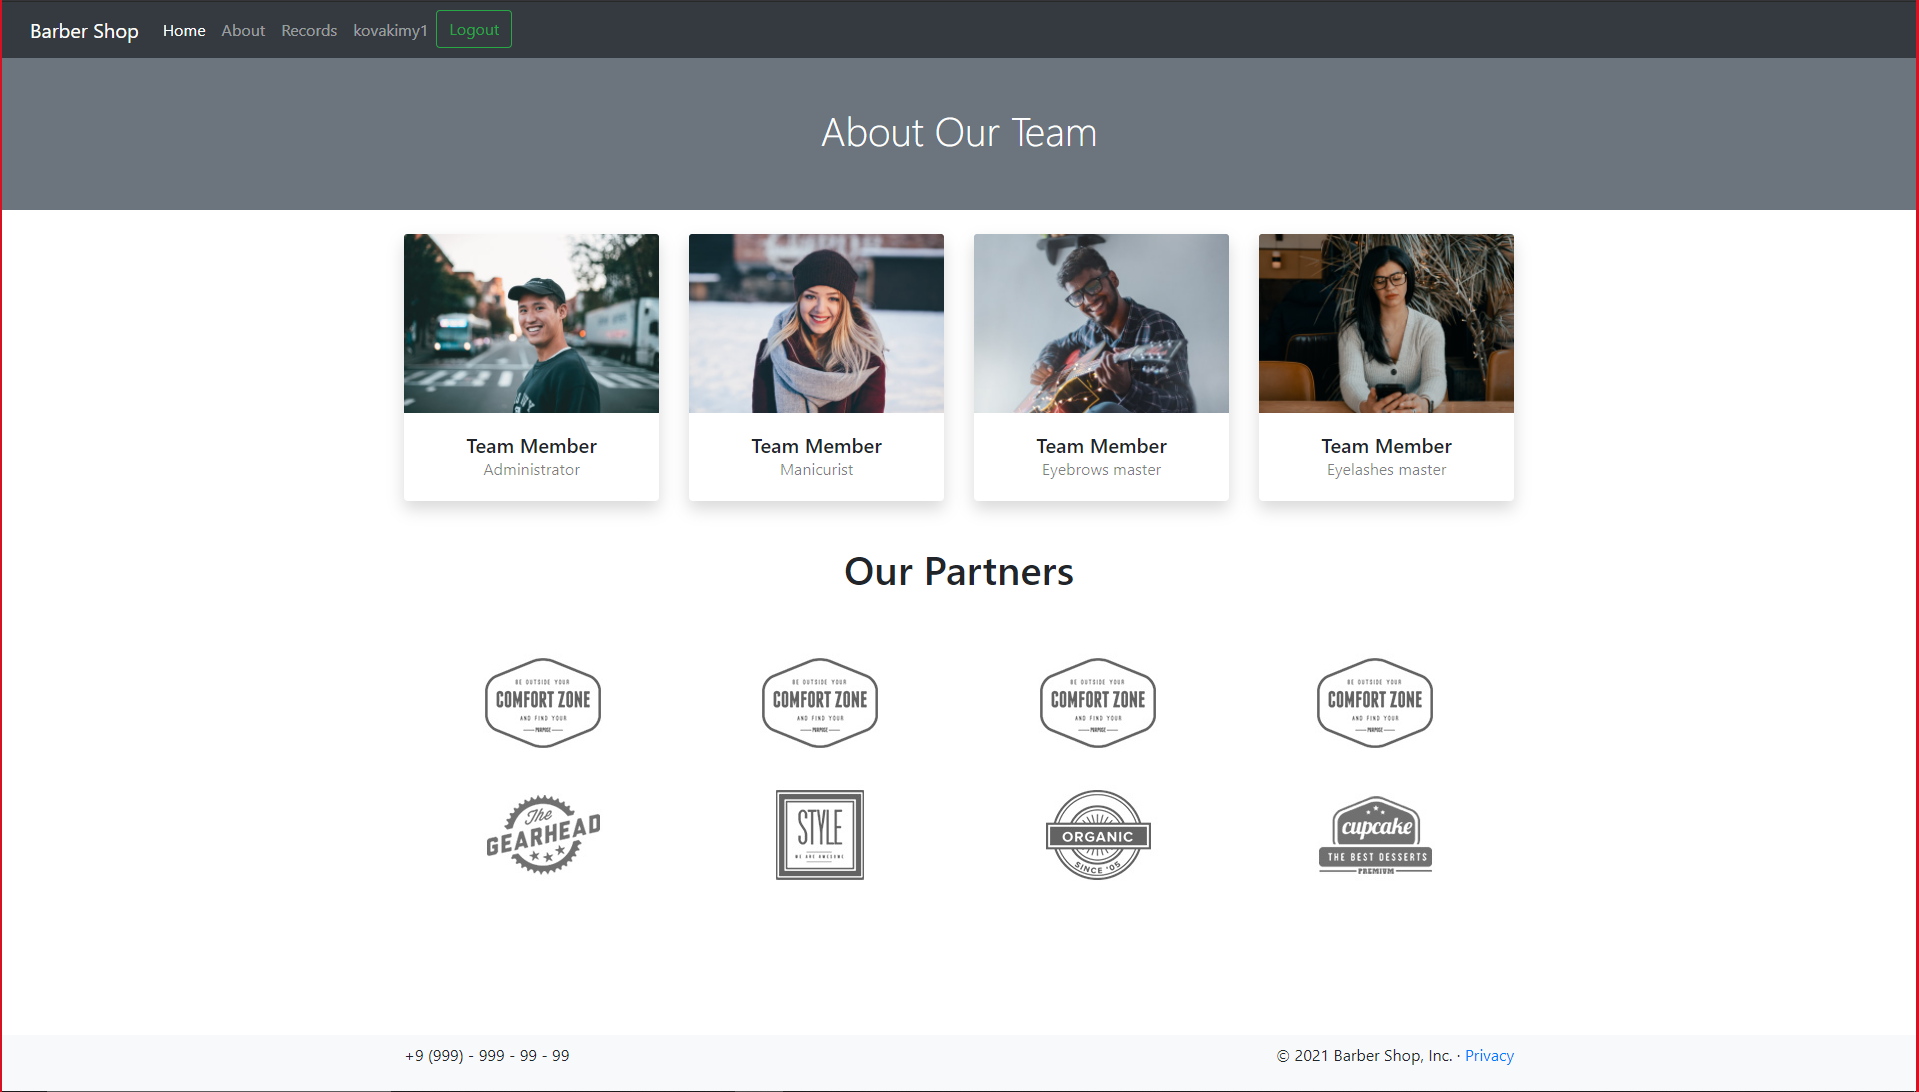 Barber Shop Home About Records kovakimy1 Logout
About Our Team
Team Member Team Member Team Member Team Member
Administrator Manicurist Eyebrows master Eyelashes master
Our Partners
BE OUTSIDE YOUR BE OUTSIDE YOUR BE OUTSIDE YOUR BE OUTSIDE YOUR
COMFORT ZONE COMFORT ZONE COMFORT ZONE COMFORT ZONE
AND FIND YOUR AND FIND YOUR AND FIND YOUR AND FIND YOUR
PURPOSE PURPOSE PURPOSE PURPOSE
The
GEARHEAD
STYLE
WE ARE AWESOME
ORGANIC
SINCE '05
cupcake
THE BEST DESSERTS
PREMIUM
+9 (999) - 999 - 99 - 99 © 2021 Barber Shop, Inc. · Privacy